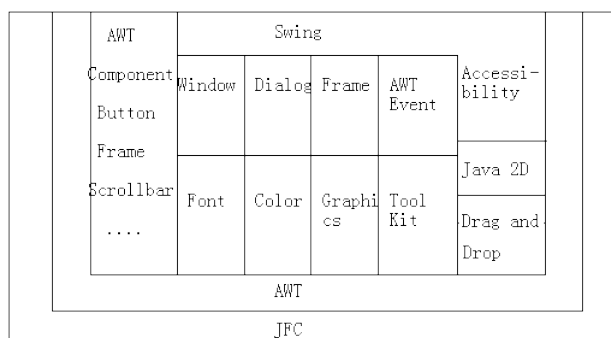 AWT
Component
Button
Frame
Scrollbar
....
Swing
Window
Dialog
Frame
AWT
Event
Font
Color
Graphi
cs
Tool
Kit
Accessi-
bility
Java 2D
Drag and
Drop
AWT
JFC